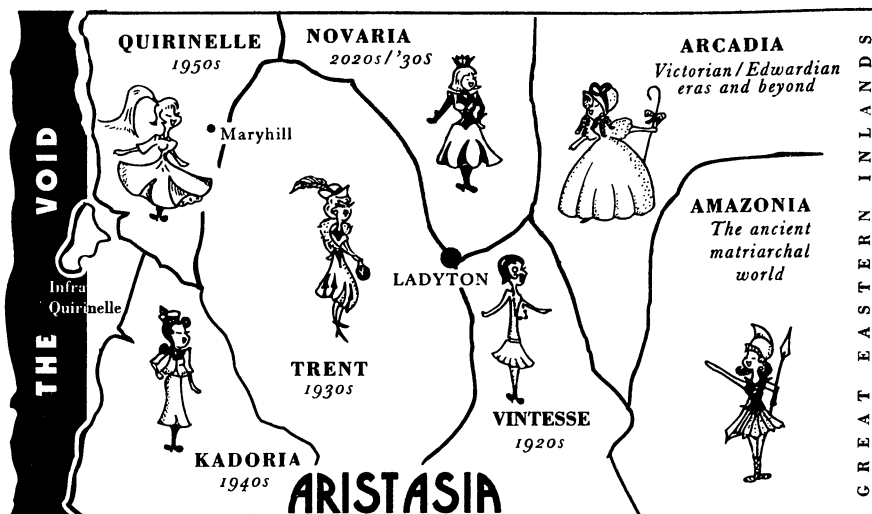 QUIRINELLE
1950s
NOVARIA
2020s/'30s
ARCADIA
Victorian/Edwardian
eras and beyond
Maryhill
THE VOID
AMAZONIA
The ancient
matriarchal
world
GREAT EASTERN INLANDS
LADYTON
Infra
Quirinelle
TRENT
1930s
VINTESSE
1920s
KADORIA
1940s
ARISTASIA